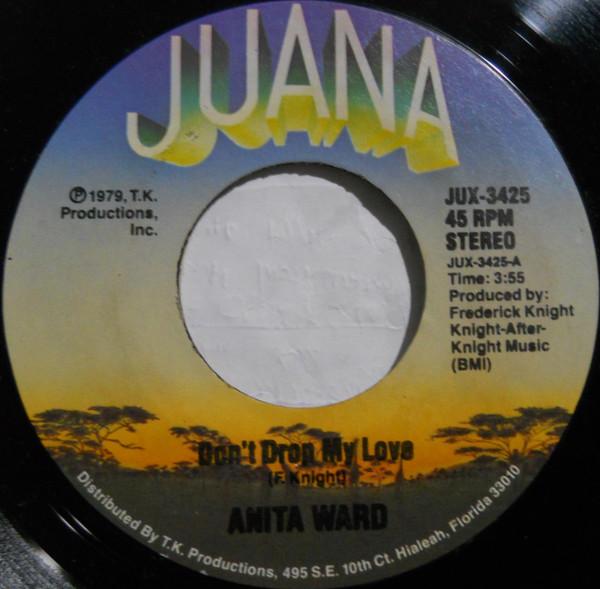 JUANA
℗1979, T.K.
Productions,
Inc.
JUX-3425
45 RPM
STEREO
JUX-3425-A
Time: 3:55
Produced by:
Frederick Knight
Knight-After-
Knight Music
(BMI)
Don't Drop My Love
(F. Knight)
ANITA WARD
Distributed By T.K. Productions, 495 S.E. 10th Ct. Hialeah, Florida 33010